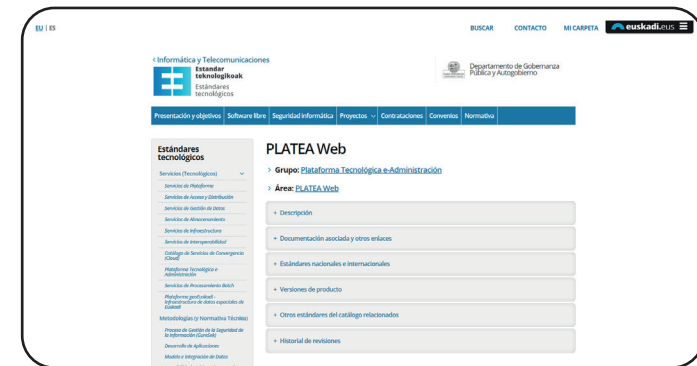 EU | ES
BUSCAR CONTACTO MI CARPETA euskadi.eus
< Informática y Telecomunicaciones
Estandar
teknologikoak
Estándares
tecnológicos
Departamento de Gobernanza
Pública y Autogobierno
Presentación y objetivos Software libre Seguridad informática Proyectos Contrataciones Convenios Normativa
Estándares
tecnológicos
Servicios (Tecnológicos)
Servicios de Plataforma
Servicios de Acceso y Distribución
Servicios de Gestión de Datos
Servicios de Almacenamiento
Servicios de Infraestructura
Servicios de Interoperabilidad
Catálogo de Servicios de Convergencia
(Cloud)
Plataforma Tecnológica e-
Administración
Servicios de Procesamiento Batch
Plataforma geoEuskadi -
Infraestructura de datos espaciales de
Euskadi
Metodologías (y Normativa Técnica)
Proceso de Gestión de la Seguridad de
la Información (GureSeK)
Desarrollo de Aplicaciones
Modelo e Integración de Datos
PLATEA Web
> Grupo: Plataforma Tecnológica e-Administración
> Área: PLATEA Web
+ Descripción
+ Documentación asociada y otros enlaces
+ Estándares nacionales e internacionales
+ Versiones de producto
+ Otros estándares del catálogo relacionados
+ Historial de revisiones